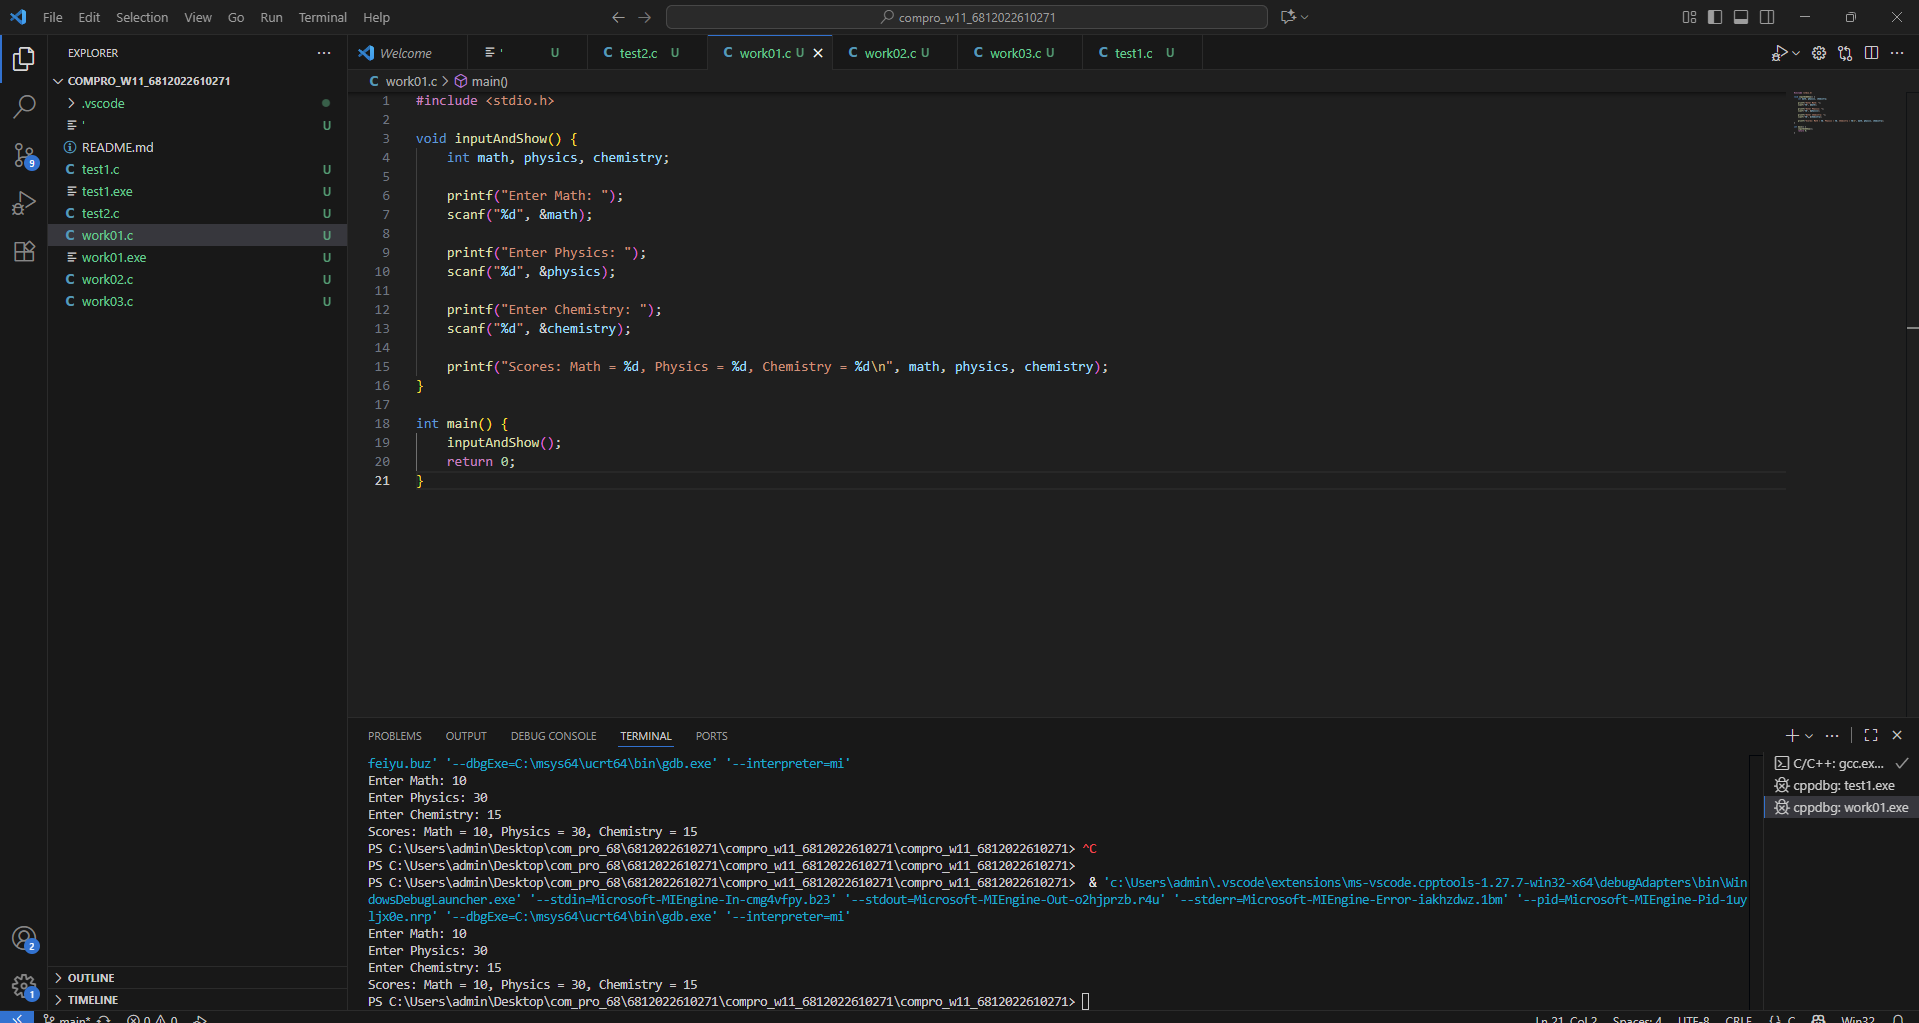 File Edit Selection View Go Run Terminal Help
compro_w11_6812022610271
EXPLORER
COMPRO_W11_6812022610271
.vscode
' U
README.md
test1.c U
test1.exe U
test2.c U
work01.c U
work01.exe U
work02.c U
work03.c U
OUTLINE
TIMELINE
9
2
1
Welcome ' U test2.c U work01.c U work02.c U work03.c U test1.c U
work01.c > main()
1 #include <stdio.h>
2
3 void inputAndShow() {
4 int math, physics, chemistry;
5
6 printf("Enter Math: ");
7 scanf("%d", &math);
8
9 printf("Enter Physics: ");
10 scanf("%d", &physics);
11
12 printf("Enter Chemistry: ");
13 scanf("%d", &chemistry);
14
15 printf("Scores: Math = %d, Physics = %d, Chemistry = %d\n", math, physics, chemistry);
16 }
17
18 int main() {
19 inputAndShow();
20 return 0;
21 }
PROBLEMS OUTPUT DEBUG CONSOLE TERMINAL PORTS
feiyu.buz' '--dbgExe=C:\msys64\ucrt64\bin\gdb.exe' '--interpreter=mi'
Enter Math: 10
Enter Physics: 30
Enter Chemistry: 15
Scores: Math = 10, Physics = 30, Chemistry = 15
PS C:\Users\admin\Desktop\com_pro_68\6812022610271\compro_w11_6812022610271\compro_w11_6812022610271> ^C
PS C:\Users\admin\Desktop\com_pro_68\6812022610271\compro_w11_6812022610271\compro_w11_6812022610271>
PS C:\Users\admin\Desktop\com_pro_68\6812022610271\compro_w11_6812022610271\compro_w11_6812022610271> & 'c:\Users\admin\.vscode\extensions\ms-vscode.cpptools-1.27.7-win32-x64\debugAdapters\bin\Win
dowsDebugLauncher.exe' '--stdin=Microsoft-MIEngine-In-cmg4vfpy.b23' '--stdout=Microsoft-MIEngine-Out-o2hjprzb.r4u' '--stderr=Microsoft-MIEngine-Error-iakhzdwz.1bm' '--pid=Microsoft-MIEngine-Pid-1uy
ljx0e.nrp' '--dbgExe=C:\msys64\ucrt64\bin\gdb.exe' '--interpreter=mi'
Enter Math: 10
Enter Physics: 30
Enter Chemistry: 15
Scores: Math = 10, Physics = 30, Chemistry = 15
PS C:\Users\admin\Desktop\com_pro_68\6812022610271\compro_w11_6812022610271\compro_w11_6812022610271>
C/C++: gcc.ex...
cppdbg: test1.exe
cppdbg: work01.exe
main* 0 0 Ln 21, Col 2 Spaces: 4 UTF-8 CRLF {} C Win32